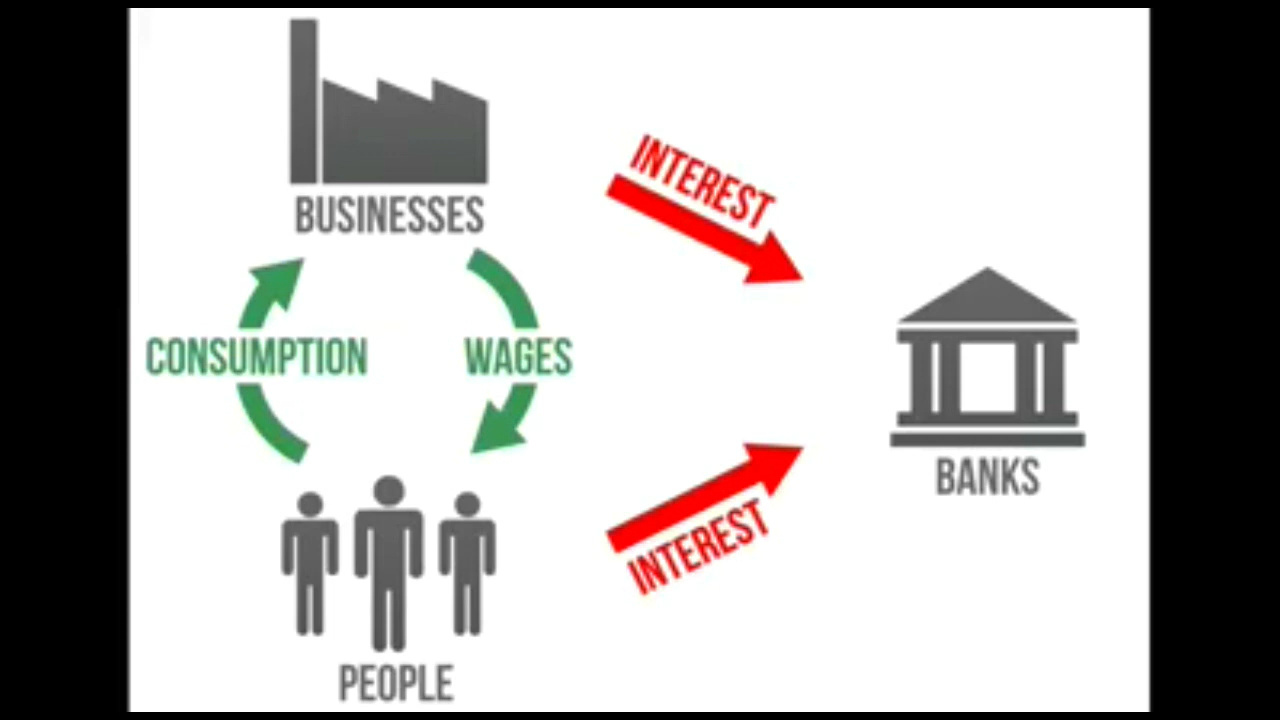 BUSINESSES
INTEREST
CONSUMPTION
WAGES
BANKS
INTEREST
PEOPLE